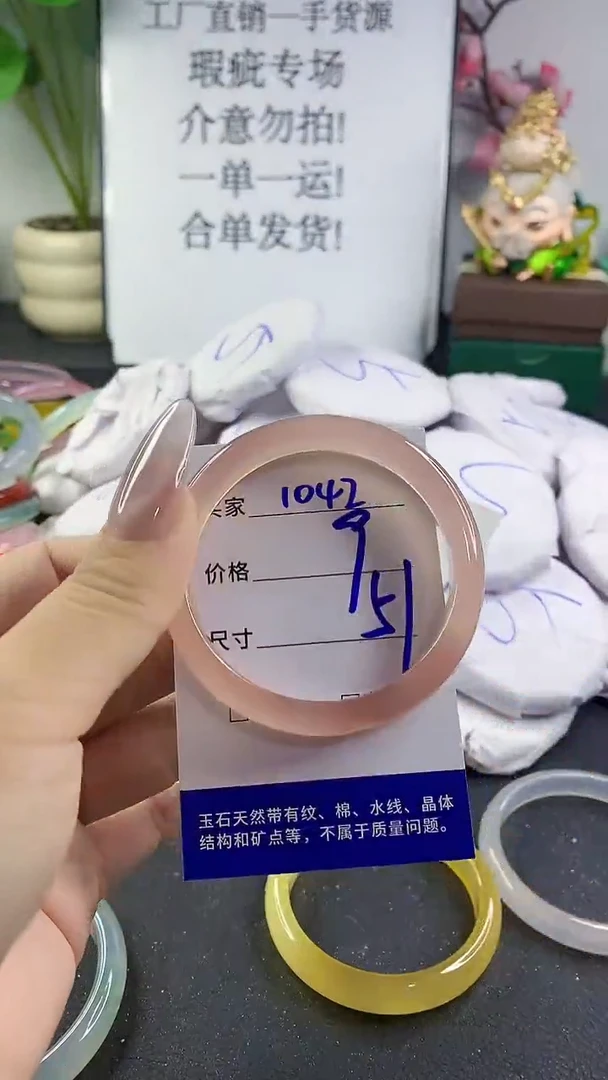 工厂直销一手货源
瑕疵专场
介意勿拍!
一单一运!
合单发货!
家 1042
价格
尺寸 51
玉石天然带有纹、棉、水线、晶体
结构和矿点等，不属于质量问题。